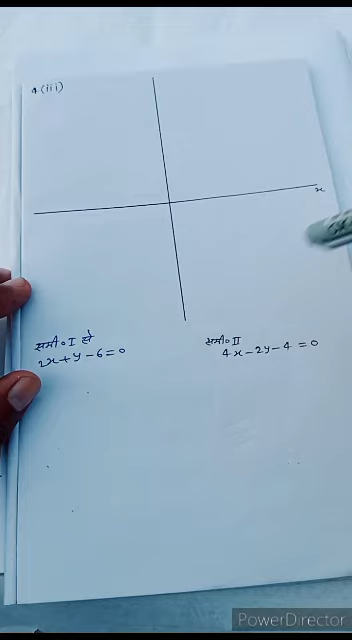 4(iii)
x
समी० I से
2x+y-6=0
समी० II
4x-2y-4=0
PowerDirector